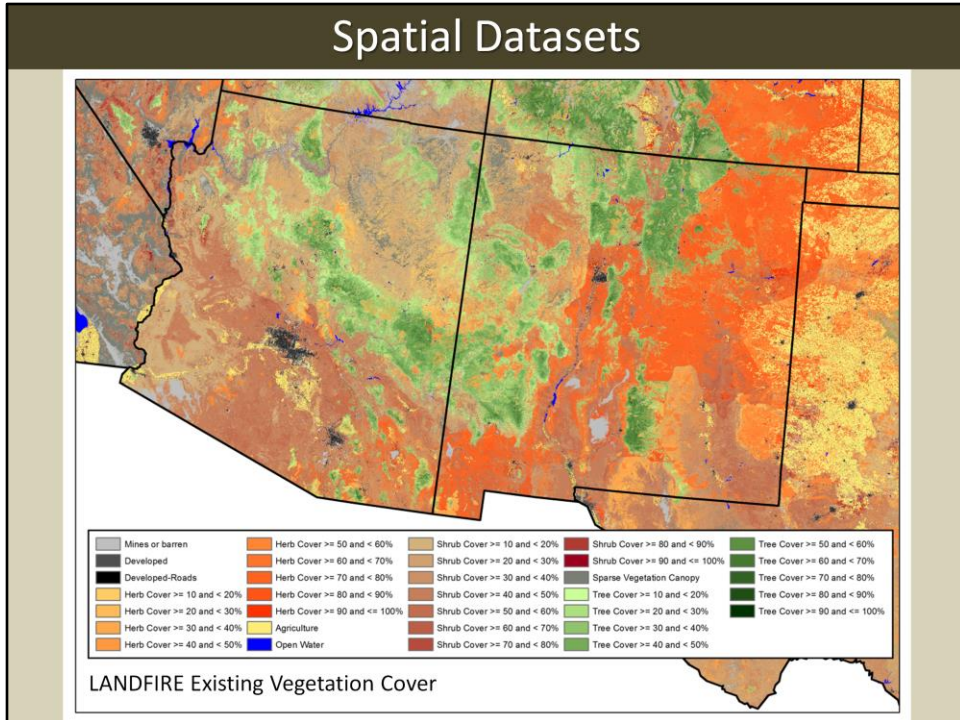 Spatial Datasets
Mines or barren
Developed
Developed-Roads
Herb Cover >= 10 and < 20%
Herb Cover >= 20 and < 30%
Herb Cover >= 30 and < 40%
Herb Cover >= 40 and < 50%
Herb Cover >= 50 and < 60%
Herb Cover >= 60 and < 70%
Herb Cover >= 70 and < 80%
Herb Cover >= 80 and < 90%
Herb Cover >= 90 and <= 100%
Agriculture
Open Water
Shrub Cover >= 10 and < 20%
Shrub Cover >= 20 and < 30%
Shrub Cover >= 30 and < 40%
Shrub Cover >= 40 and < 50%
Shrub Cover >= 50 and < 60%
Shrub Cover >= 60 and < 70%
Shrub Cover >= 70 and < 80%
Shrub Cover >= 80 and < 90%
Shrub Cover >= 90 and <= 100%
Sparse Vegetation Canopy
Tree Cover >= 10 and < 20%
Tree Cover >= 20 and < 30%
Tree Cover >= 30 and < 40%
Tree Cover >= 40 and < 50%
Tree Cover >= 50 and < 60%
Tree Cover >= 60 and < 70%
Tree Cover >= 70 and < 80%
Tree Cover >= 80 and < 90%
Tree Cover >= 90 and <= 100%
LANDFIRE Existing Vegetation Cover